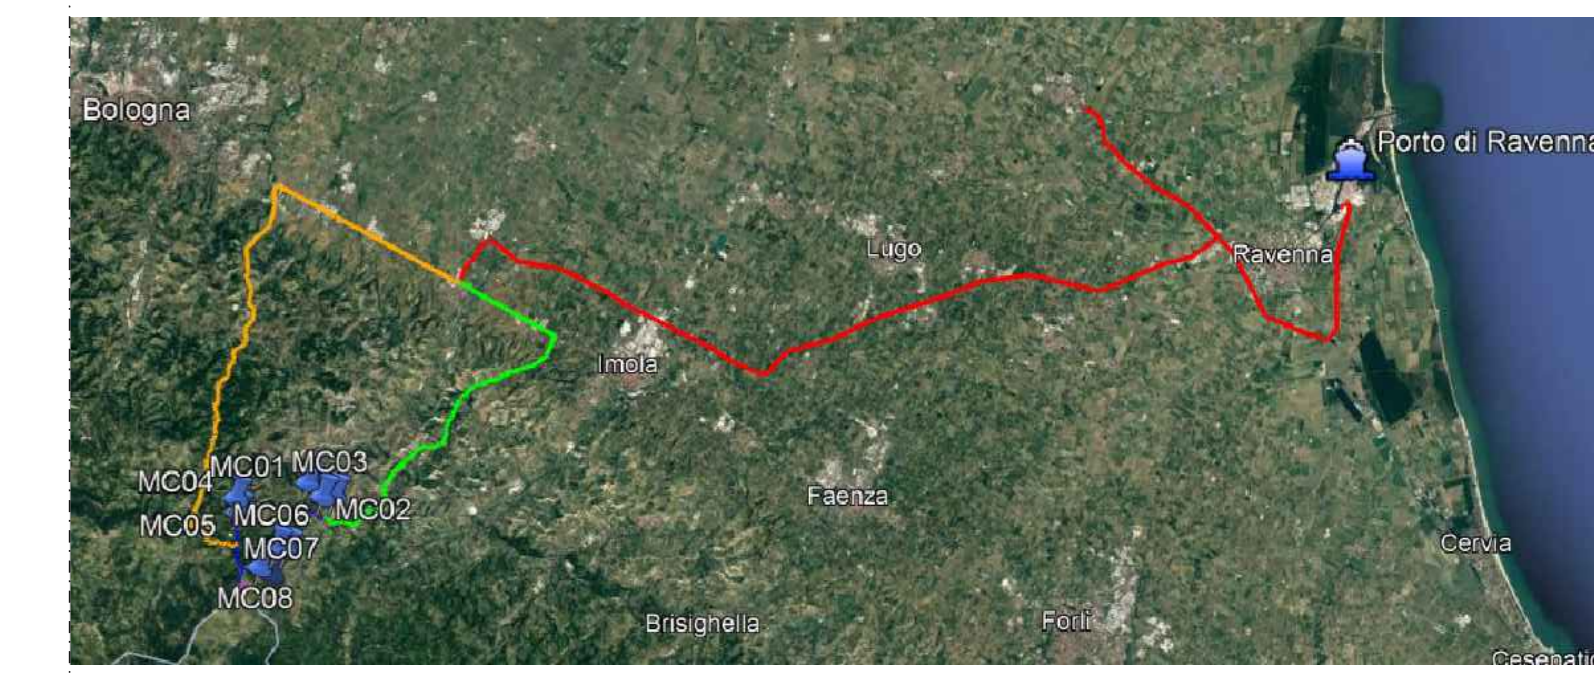 Bologna
Porto di Ravenna
Lugo
Ravenna
Imola
MC01
MC03
MC04
MC02
Faenza
MC05
MC06
MC07
Cervia
MC08
Brisighella
Forlì
Cesenatic